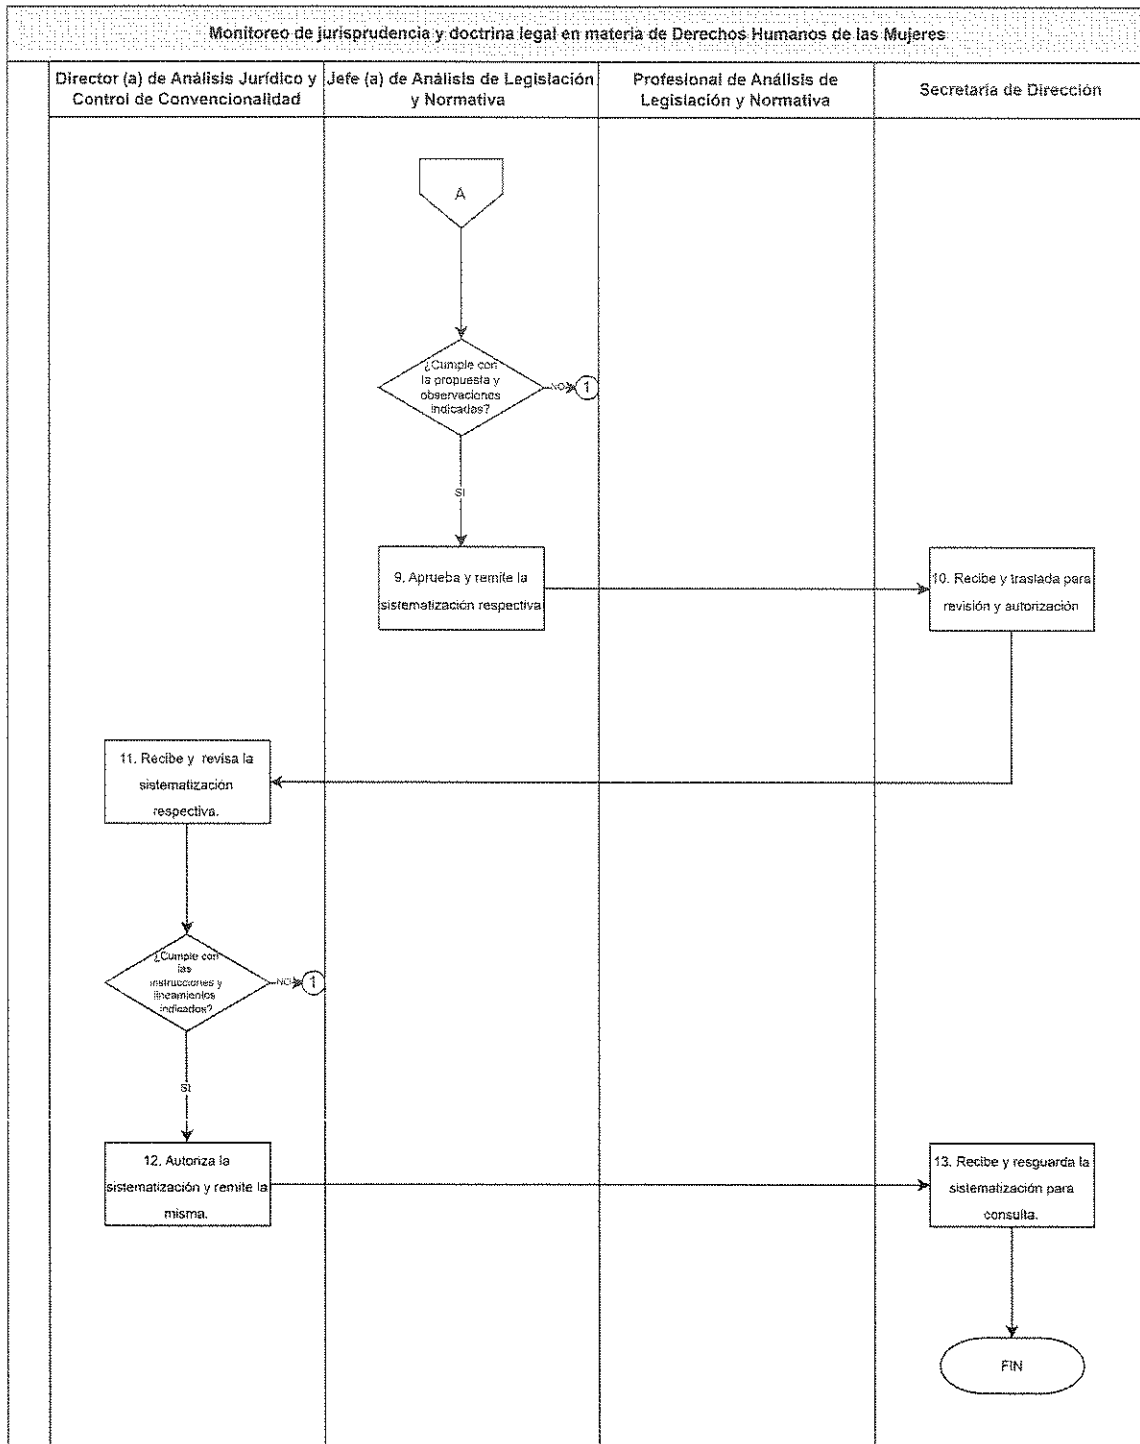 Monitoreo de jurisprudencia y doctrina legal en materia de Derechos Humanos de las Mujeres
Director (a) de Análisis Jurídico y
Control de Convencionalidad
Jefe (a) de Análisis de Legislación
y Normativa
Profesional de Análisis de
Legislación y Normativa
Secretaria de Dirección
A
¿Cumple con
la propuesta y
observaciones
indicadas?
NO
1
SI
9. Aprueba y remite la
sistematización respectiva
10. Recibe y traslada para
revisión y autorización
11. Recibe y revisa la
sistematización
respectiva.
¿Cumple con
las
instrucciones y
lineamientos
indicados?
NO
1
SI
12. Autoriza la
sistematización y remite la
misma.
13. Recibe y resguarda la
sistematización para
consulta.
FIN